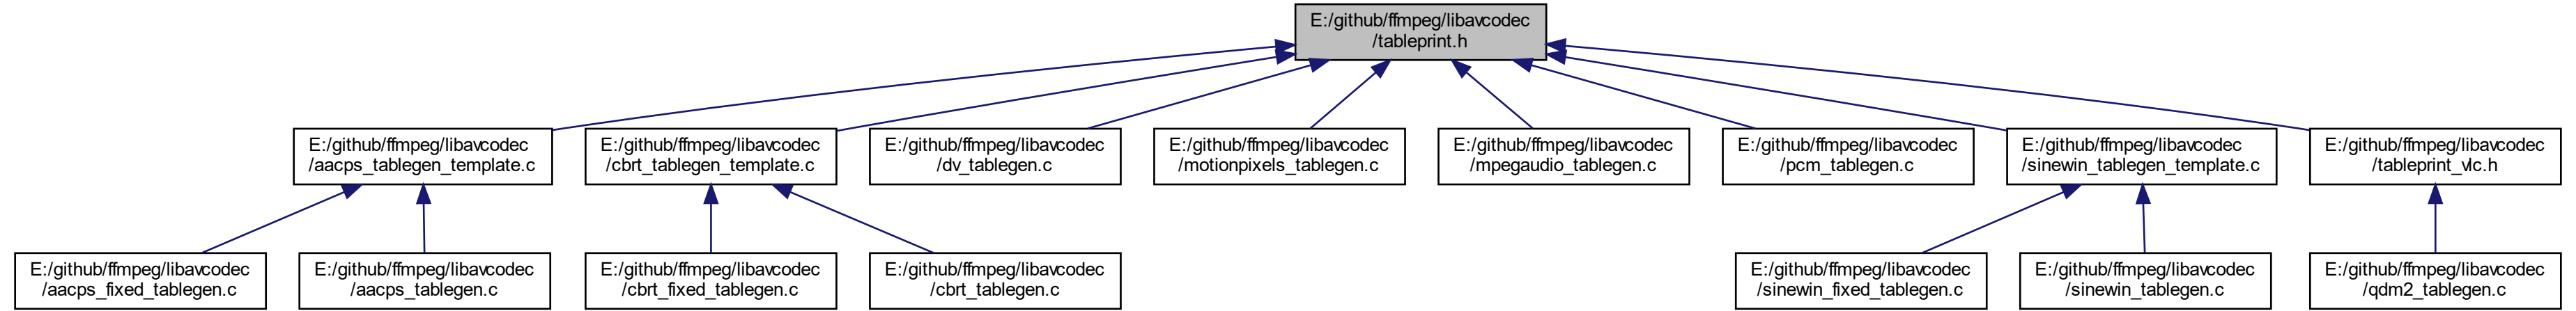 E:/github/ffmpeg/libavcodec
/tableprint.h
E:/github/ffmpeg/libavcodec
/aacps_tablegen_template.c
E:/github/ffmpeg/libavcodec
/cbrt_tablegen_template.c
E:/github/ffmpeg/libavcodec
/dv_tablegen.c
E:/github/ffmpeg/libavcodec
/motionpixels_tablegen.c
E:/github/ffmpeg/libavcodec
/mpegaudio_tablegen.c
E:/github/ffmpeg/libavcodec
/pcm_tablegen.c
E:/github/ffmpeg/libavcodec
/sinewin_tablegen_template.c
E:/github/ffmpeg/libavcodec
/tableprint_vlc.h
E:/github/ffmpeg/libavcodec
/aacps_fixed_tablegen.c
E:/github/ffmpeg/libavcodec
/aacps_tablegen.c
E:/github/ffmpeg/libavcodec
/cbrt_fixed_tablegen.c
E:/github/ffmpeg/libavcodec
/cbrt_tablegen.c
E:/github/ffmpeg/libavcodec
/sinewin_fixed_tablegen.c
E:/github/ffmpeg/libavcodec
/sinewin_tablegen.c
E:/github/ffmpeg/libavcodec
/qdm2_tablegen.c